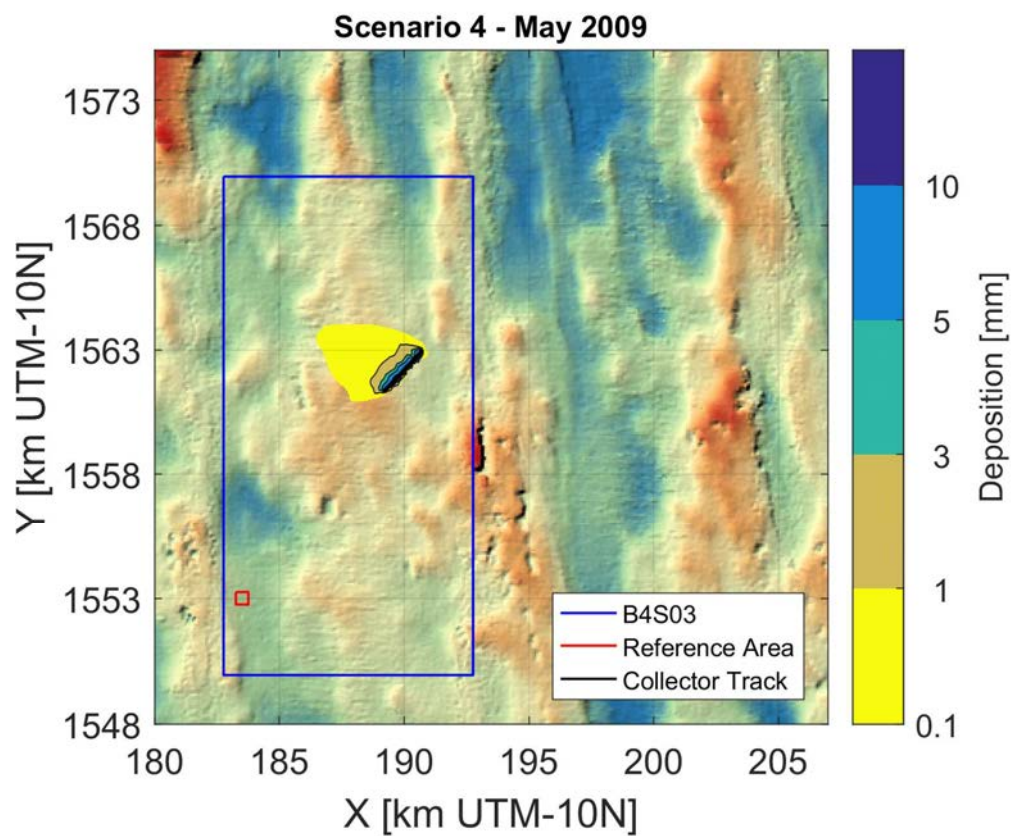 Scenario 4 - May 2009
Y [km UTM-10N]
1573
1568
1563
1558
1553
1548
180
185
190
195
200
205
X [km UTM-10N]
B4S03
Reference Area
Collector Track
10
5
3
1
0.1
Deposition [mm]